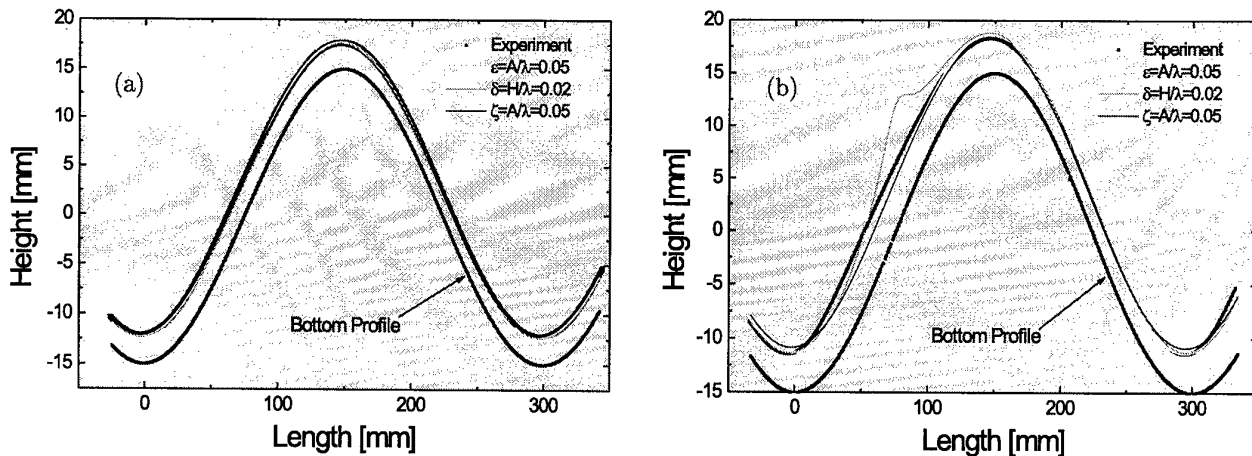 20
15
10
5
0
-5
-10
-15
Height [mm]
(a)
Experiment
ε=A/λ=0.05
δ=H/λ=0.02
ζ=A/λ=0.05
Bottom Profile
0
100
200
300
Length [mm]
20
15
10
5
0
-5
-10
-15
Height [mm]
(b)
Experiment
ε=A/λ=0.05
δ=H/λ=0.02
ζ=A/λ=0.05
Bottom Profile
0
100
200
300
Length [mm]